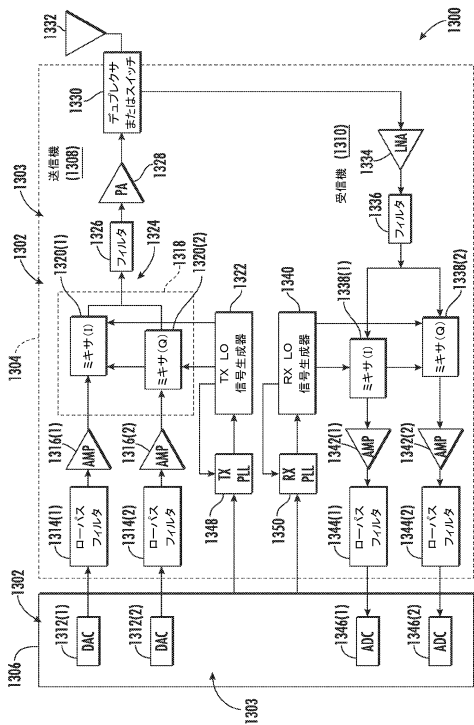 1300
1332
1330
デュプレクサ
またはスイッチ
送信機
(1308)
1328
PA
1326
フィルタ
1324
1303
1302
1304
1318
1320(1)
ミキサ(I)
1320(2)
ミキサ(Q)
1316(1)
AMP
1316(2)
AMP
1314(1)
ローパス
フィルタ
1314(2)
ローパス
フィルタ
1302
1306
1312(1)
DAC
1312(2)
DAC
1303
1322
TX LO
信号生成器
1348
TX
PLL
1340
RX LO
信号生成器
1350
RX
PLL
受信機
(1310)
LNA
1334
1336
フィルタ
1338(1)
ミキサ(I)
1338(2)
ミキサ(Q)
1342(1)
AMP
1342(2)
AMP
1344(1)
ローパス
フィルタ
1344(2)
ローパス
フィルタ
1346(1)
ADC
1346(2)
ADC